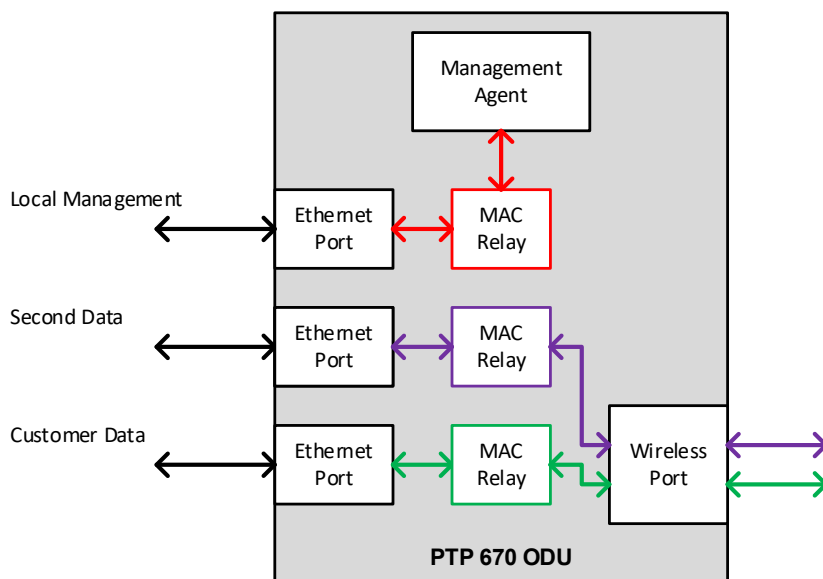 Management
Agent
Local Management
Ethernet
Port
MAC
Relay
Second Data
Ethernet
Port
MAC
Relay
Customer Data
Ethernet
Port
MAC
Relay
Wireless
Port
PTP 670 ODU